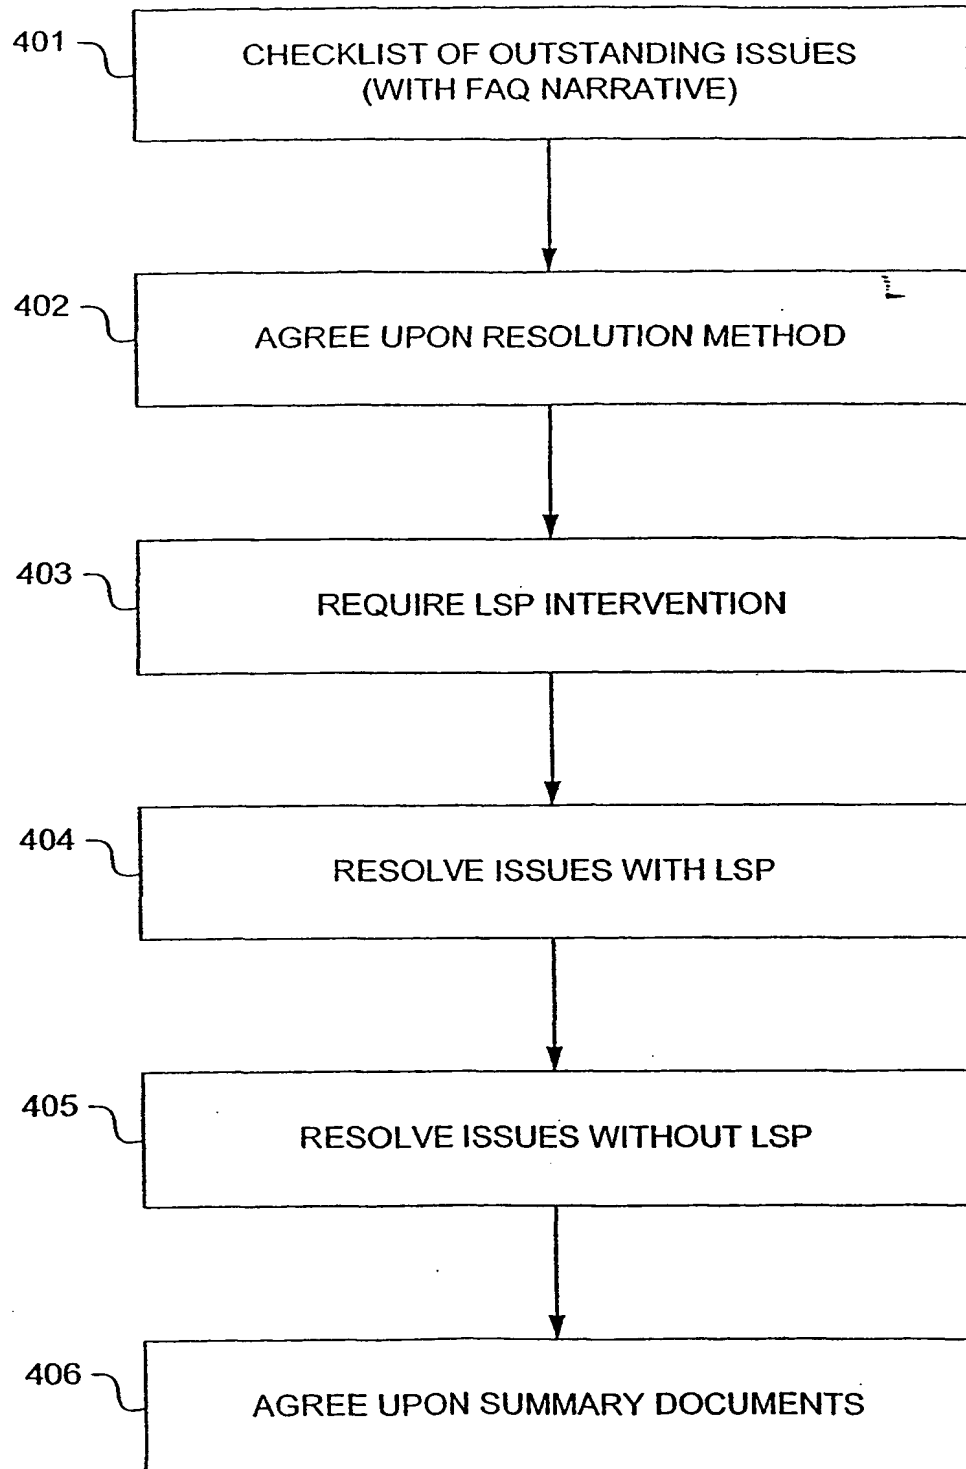 401
CHECKLIST OF OUTSTANDING ISSUES
(WITH FAQ NARRATIVE)
402
AGREE UPON RESOLUTION METHOD
403
REQUIRE LSP INTERVENTION
404
RESOLVE ISSUES WITH LSP
405
RESOLVE ISSUES WITHOUT LSP
406
AGREE UPON SUMMARY DOCUMENTS